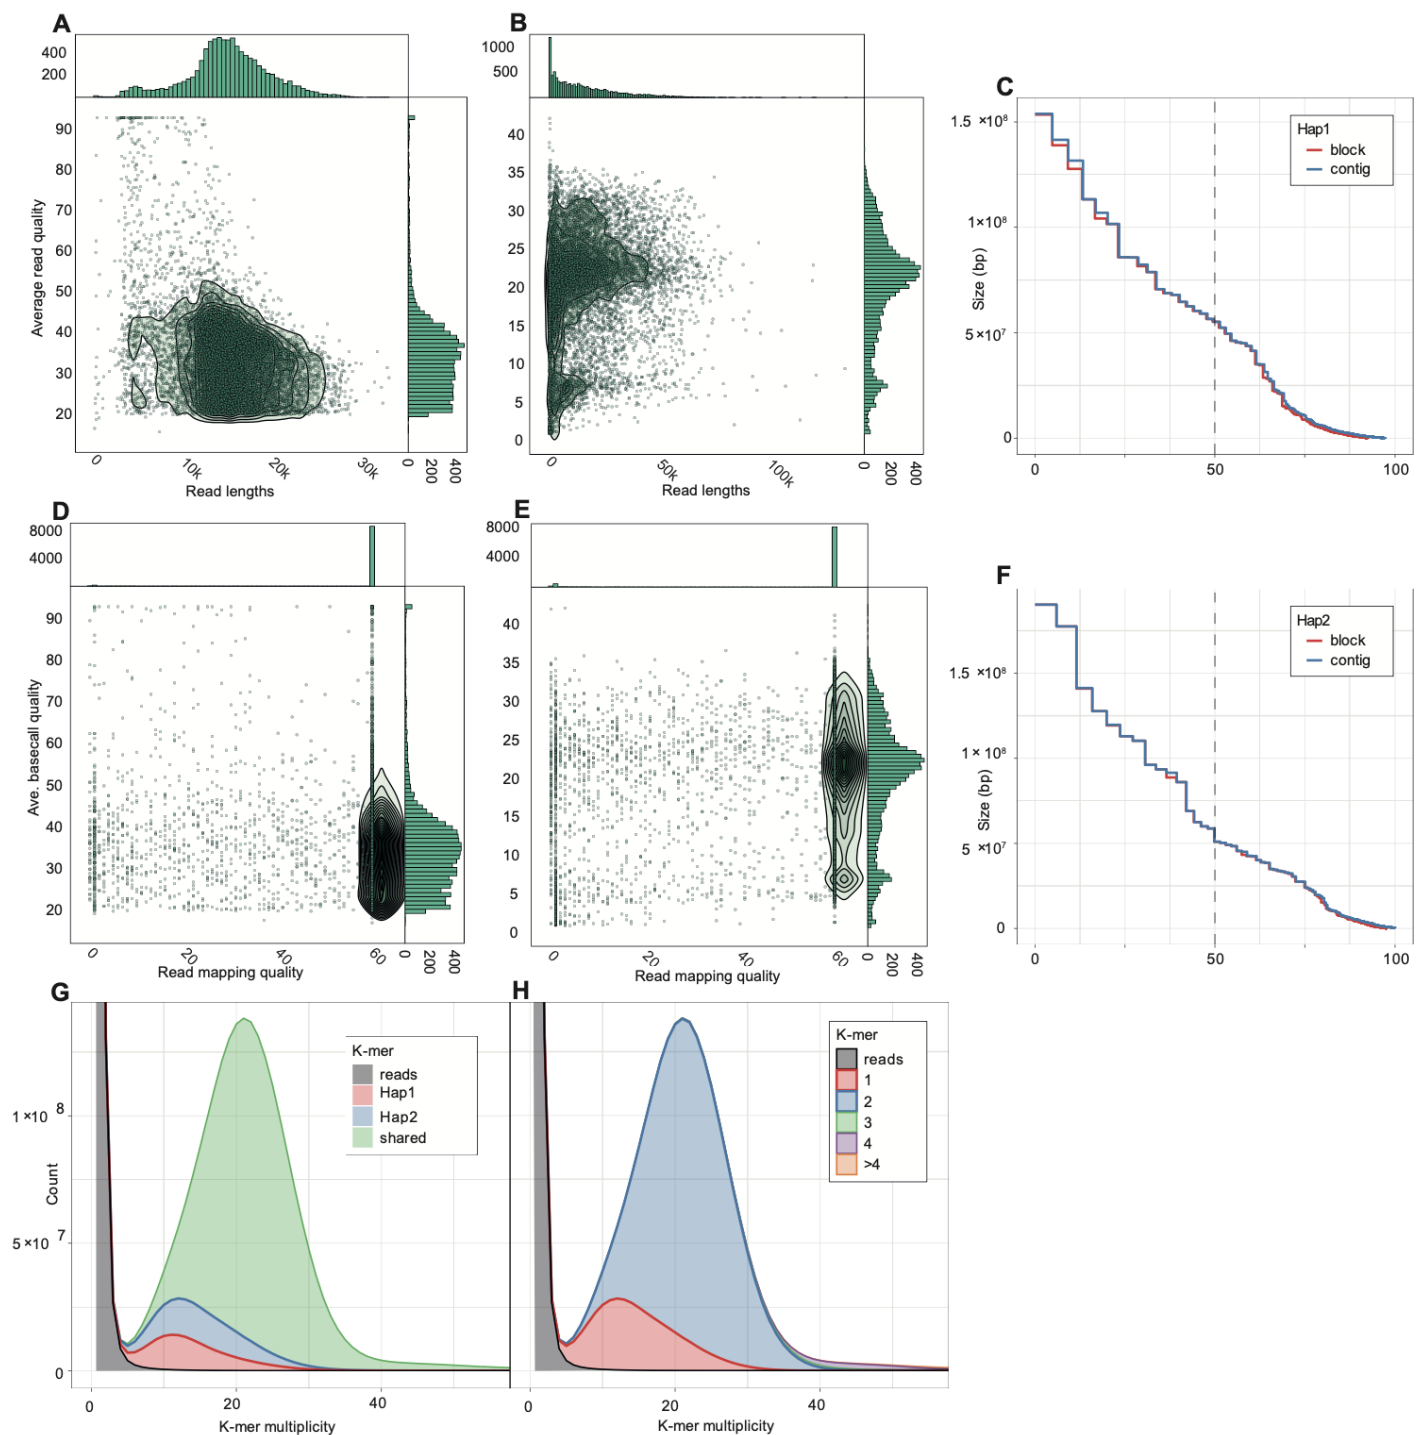 A
400
200
90
80
70
60
50
40
30
20
Average read quality
0
10k
20k
30k
0
200
400
Read lengths
B
1000
500
40
35
30
25
20
15
10
5
0
0
50k
100k
0
200
400
Read lengths
C
1.5 ×10⁸
1×10⁸
5×10⁷
0
Size (bp)
Hap1
block
contig
0
50
100
D
8000
4000
90
80
70
60
50
40
30
20
Ave. basecall quality
0
20
40
60
0
200
400
Read mapping quality
E
8000
4000
40
35
30
25
20
15
10
5
0
0
20
40
60
0
200
400
Read mapping quality
F
1.5 ×10⁸
1 ×10⁸
5 ×10⁷
0
Size (bp)
Hap2
block
contig
0
50
100
G
1×10 8
5×10 7
0
Count
K-mer
reads
Hap1
Hap2
shared
0
20
40
K-mer multiplicity
H
K-mer
reads
1
2
3
4
>4
0
20
40
K-mer multiplicity